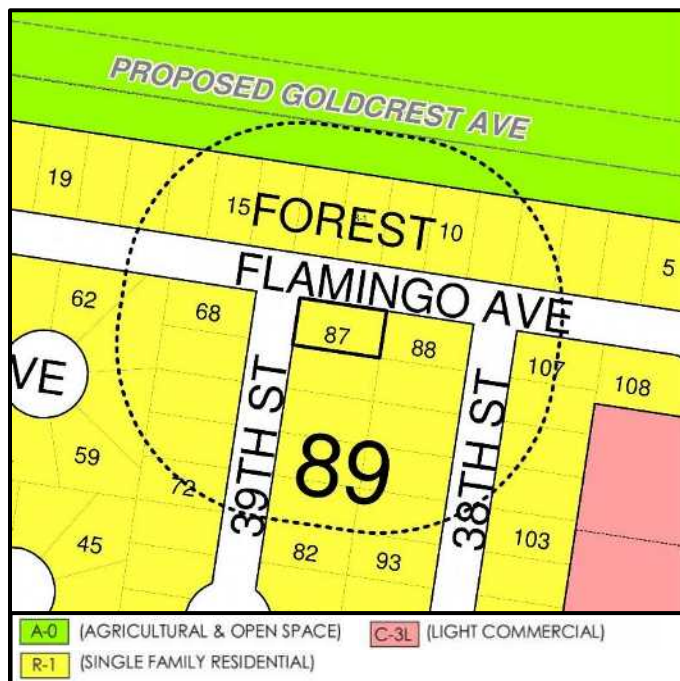 PROPOSED GOLDCREST AVE
19
15
FOREST
10
5
FLAMINGO AVE
62
68
87
88
107
108
VE
39TH ST
38TH ST
89
59
72
45
82
93
103
A-0 (AGRICULTURAL & OPEN SPACE)
C-3L (LIGHT COMMERCIAL)
R-1 (SINGLE FAMILY RESIDENTIAL)